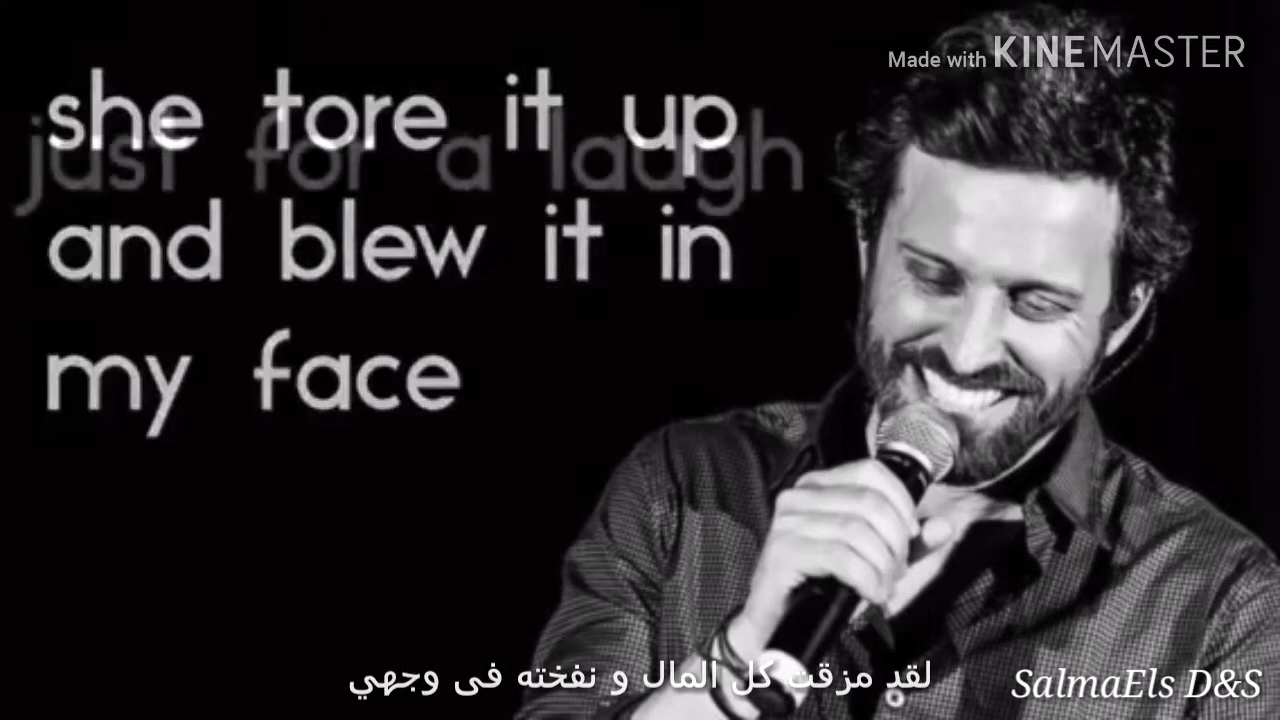 Made with KINEMASTER
she tore it up
just for a laugh
and blew it in
my face
لقد مزقت كل المال و نفخته فى وجهي
SalmaEls D&S